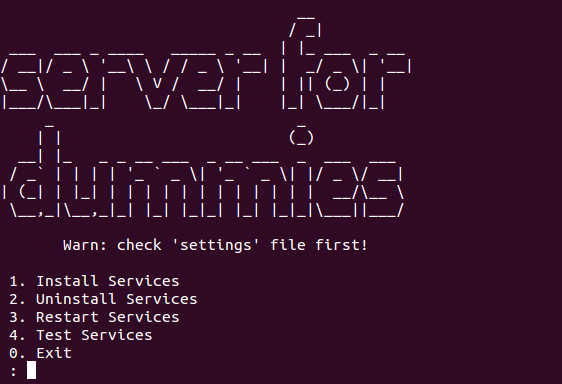 server for
dummies
Warn: check 'settings' file first!
1. Install Services
2. Uninstall Services
3. Restart Services
4. Test Services
0. Exit
: